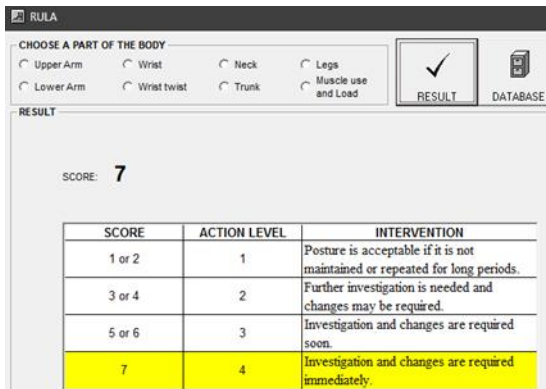 RULA
CHOOSE A PART OF THE BODY
Upper Arm Wrist Neck Legs
Lower Arm Wrist twist Trunk Muscle use
and Load
RESULT DATABASE
RESULT
SCORE: 7
SCORE ACTION LEVEL INTERVENTION
1 or 2 1 Posture is acceptable if it is not
maintained or repeated for long periods.
3 or 4 2 Further investigation is needed and
changes may be required.
5 or 6 3 Investigation and changes are required
soon.
7 4 Investigation and changes are required
immediately.